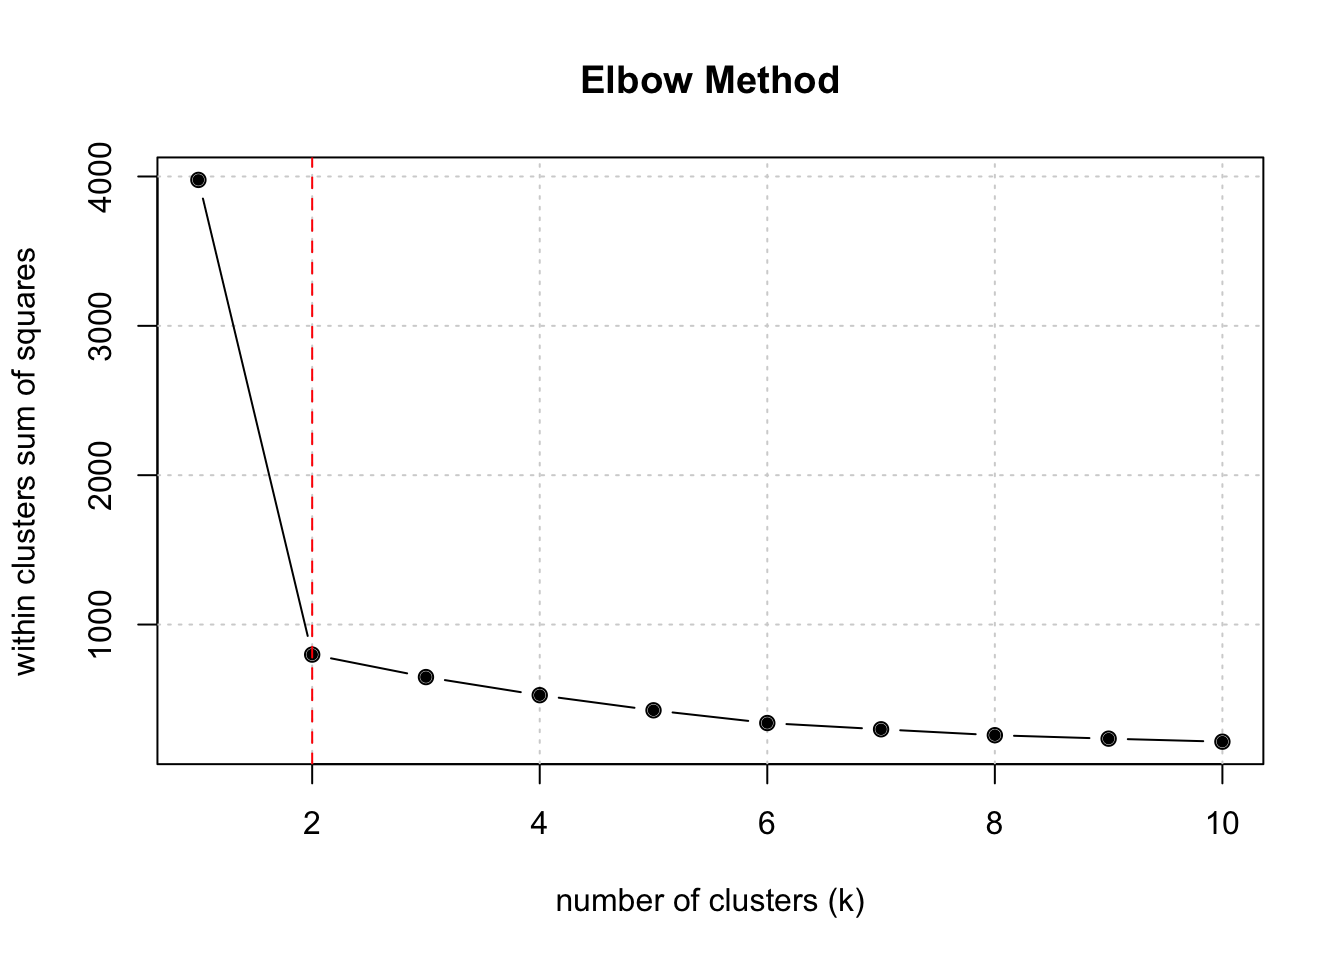 Elbow Method
within clusters sum of squares
4000
3000
2000
1000
2 4 6 8 10
number of clusters (k)